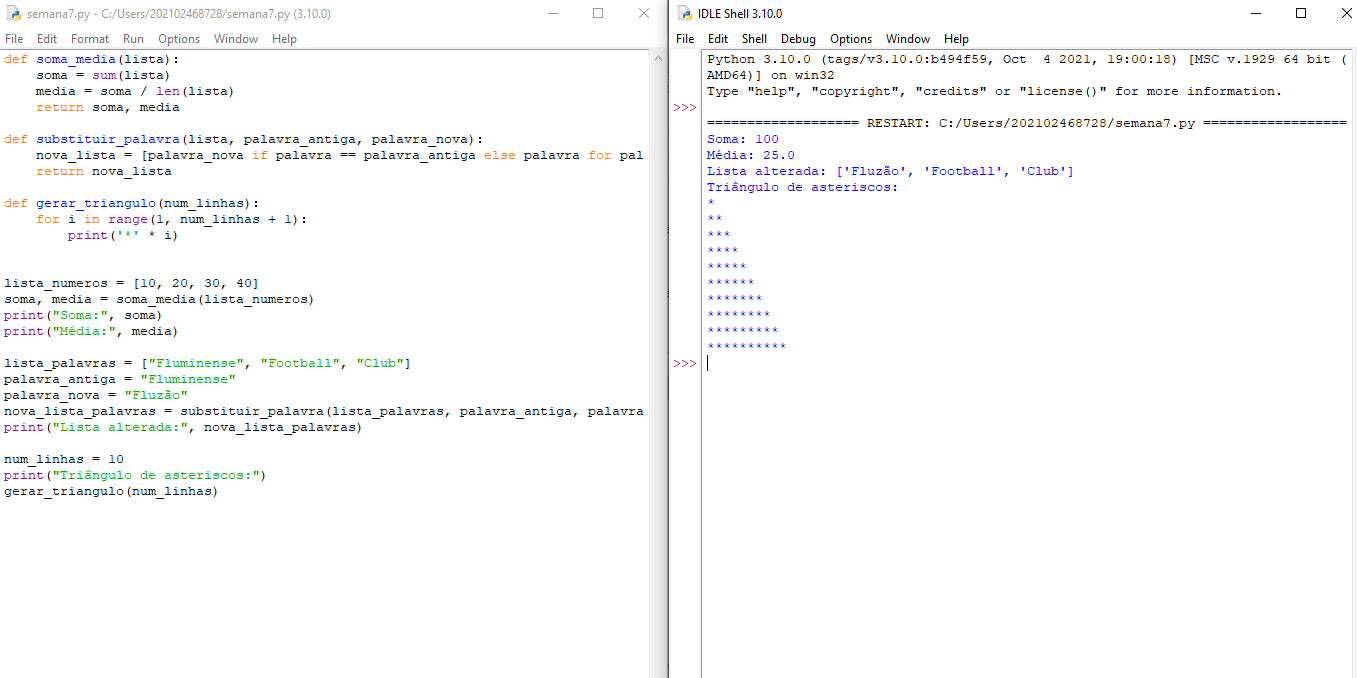 semana7.py - C:/Users/202102468728/semana7.py (3.10.0)
File Edit Format Run Options Window Help
def soma_media(lista):
    soma = sum(lista)
    media = soma / len(lista)
    return soma, media

def substituir_palavra(lista, palavra_antiga, palavra_nova):
    nova_lista = [palavra_nova if palavra == palavra_antiga else palavra for pal
    return nova_lista

def gerar_triangulo(num_linhas):
    for i in range(1, num_linhas + 1):
        print('*' * i)

lista_numeros = [10, 20, 30, 40]
soma, media = soma_media(lista_numeros)
print("Soma:", soma)
print("Média:", media)

lista_palavras = ["Fluminense", "Football", "Club"]
palavra_antiga = "Fluminense"
palavra_nova = "Fluzão"
nova_lista_palavras = substituir_palavra(lista_palavras, palavra_antiga, palavra
print("Lista alterada:", nova_lista_palavras)

num_linhas = 10
print("Triângulo de asteriscos:")
gerar_triangulo(num_linhas)

IDLE Shell 3.10.0
File Edit Shell Debug Options Window Help
Python 3.10.0 (tags/v3.10.0:b494f59, Oct  4 2021, 19:00:18) [MSC v.1929 64 bit (
AMD64)] on win32
Type "help", "copyright", "credits" or "license()" for more information.
>>>
=================== RESTART: C:/Users/202102468728/semana7.py ==================
Soma: 100
Média: 25.0
Lista alterada: ['Fluzão', 'Football', 'Club']
Triângulo de asteriscos:
*
**
***
****
*****
******
*******
********
*********
**********
>>>